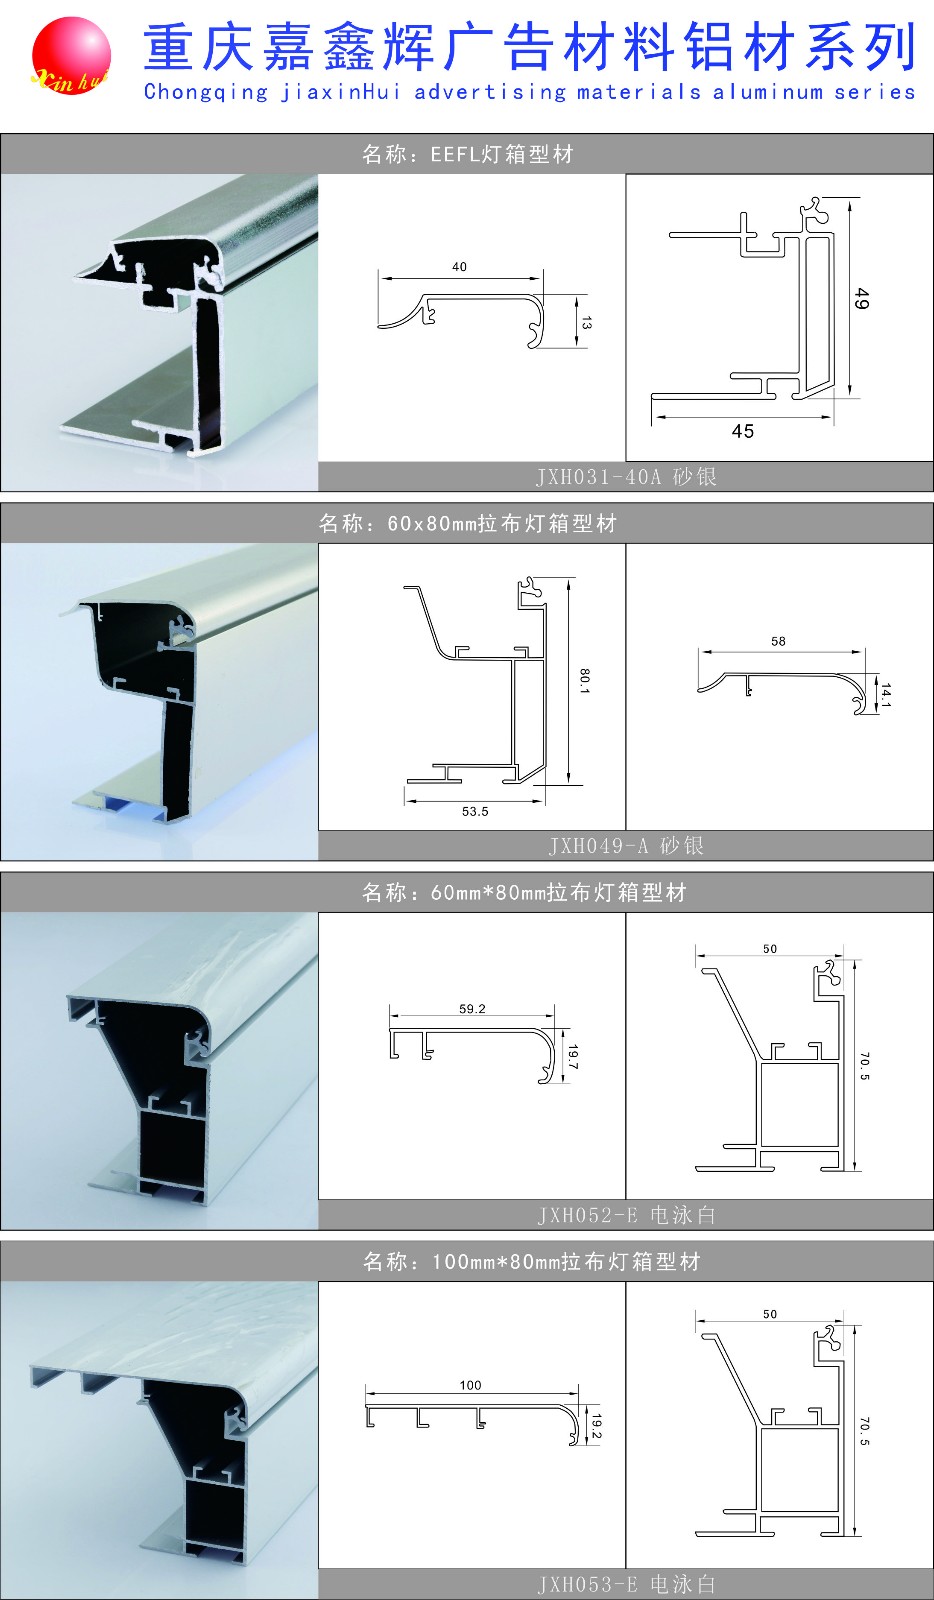 xin hui
重庆嘉鑫辉广告材料铝材系列
Chongqing jiaxinHui advertising materials aluminum series
名称：EEFL灯箱型材
40
13
49
45
JXH031-40A 砂银
名称：60x80mm拉布灯箱型材
80.1
53.5
58
14.1
JXH049-A 砂银
名称：60mm*80mm拉布灯箱型材
59.2
19.7
50
70.5
JXH052-E 电泳白
名称：100mm*80mm拉布灯箱型材
100
19.2
50
70.5
JXH053-E 电泳白